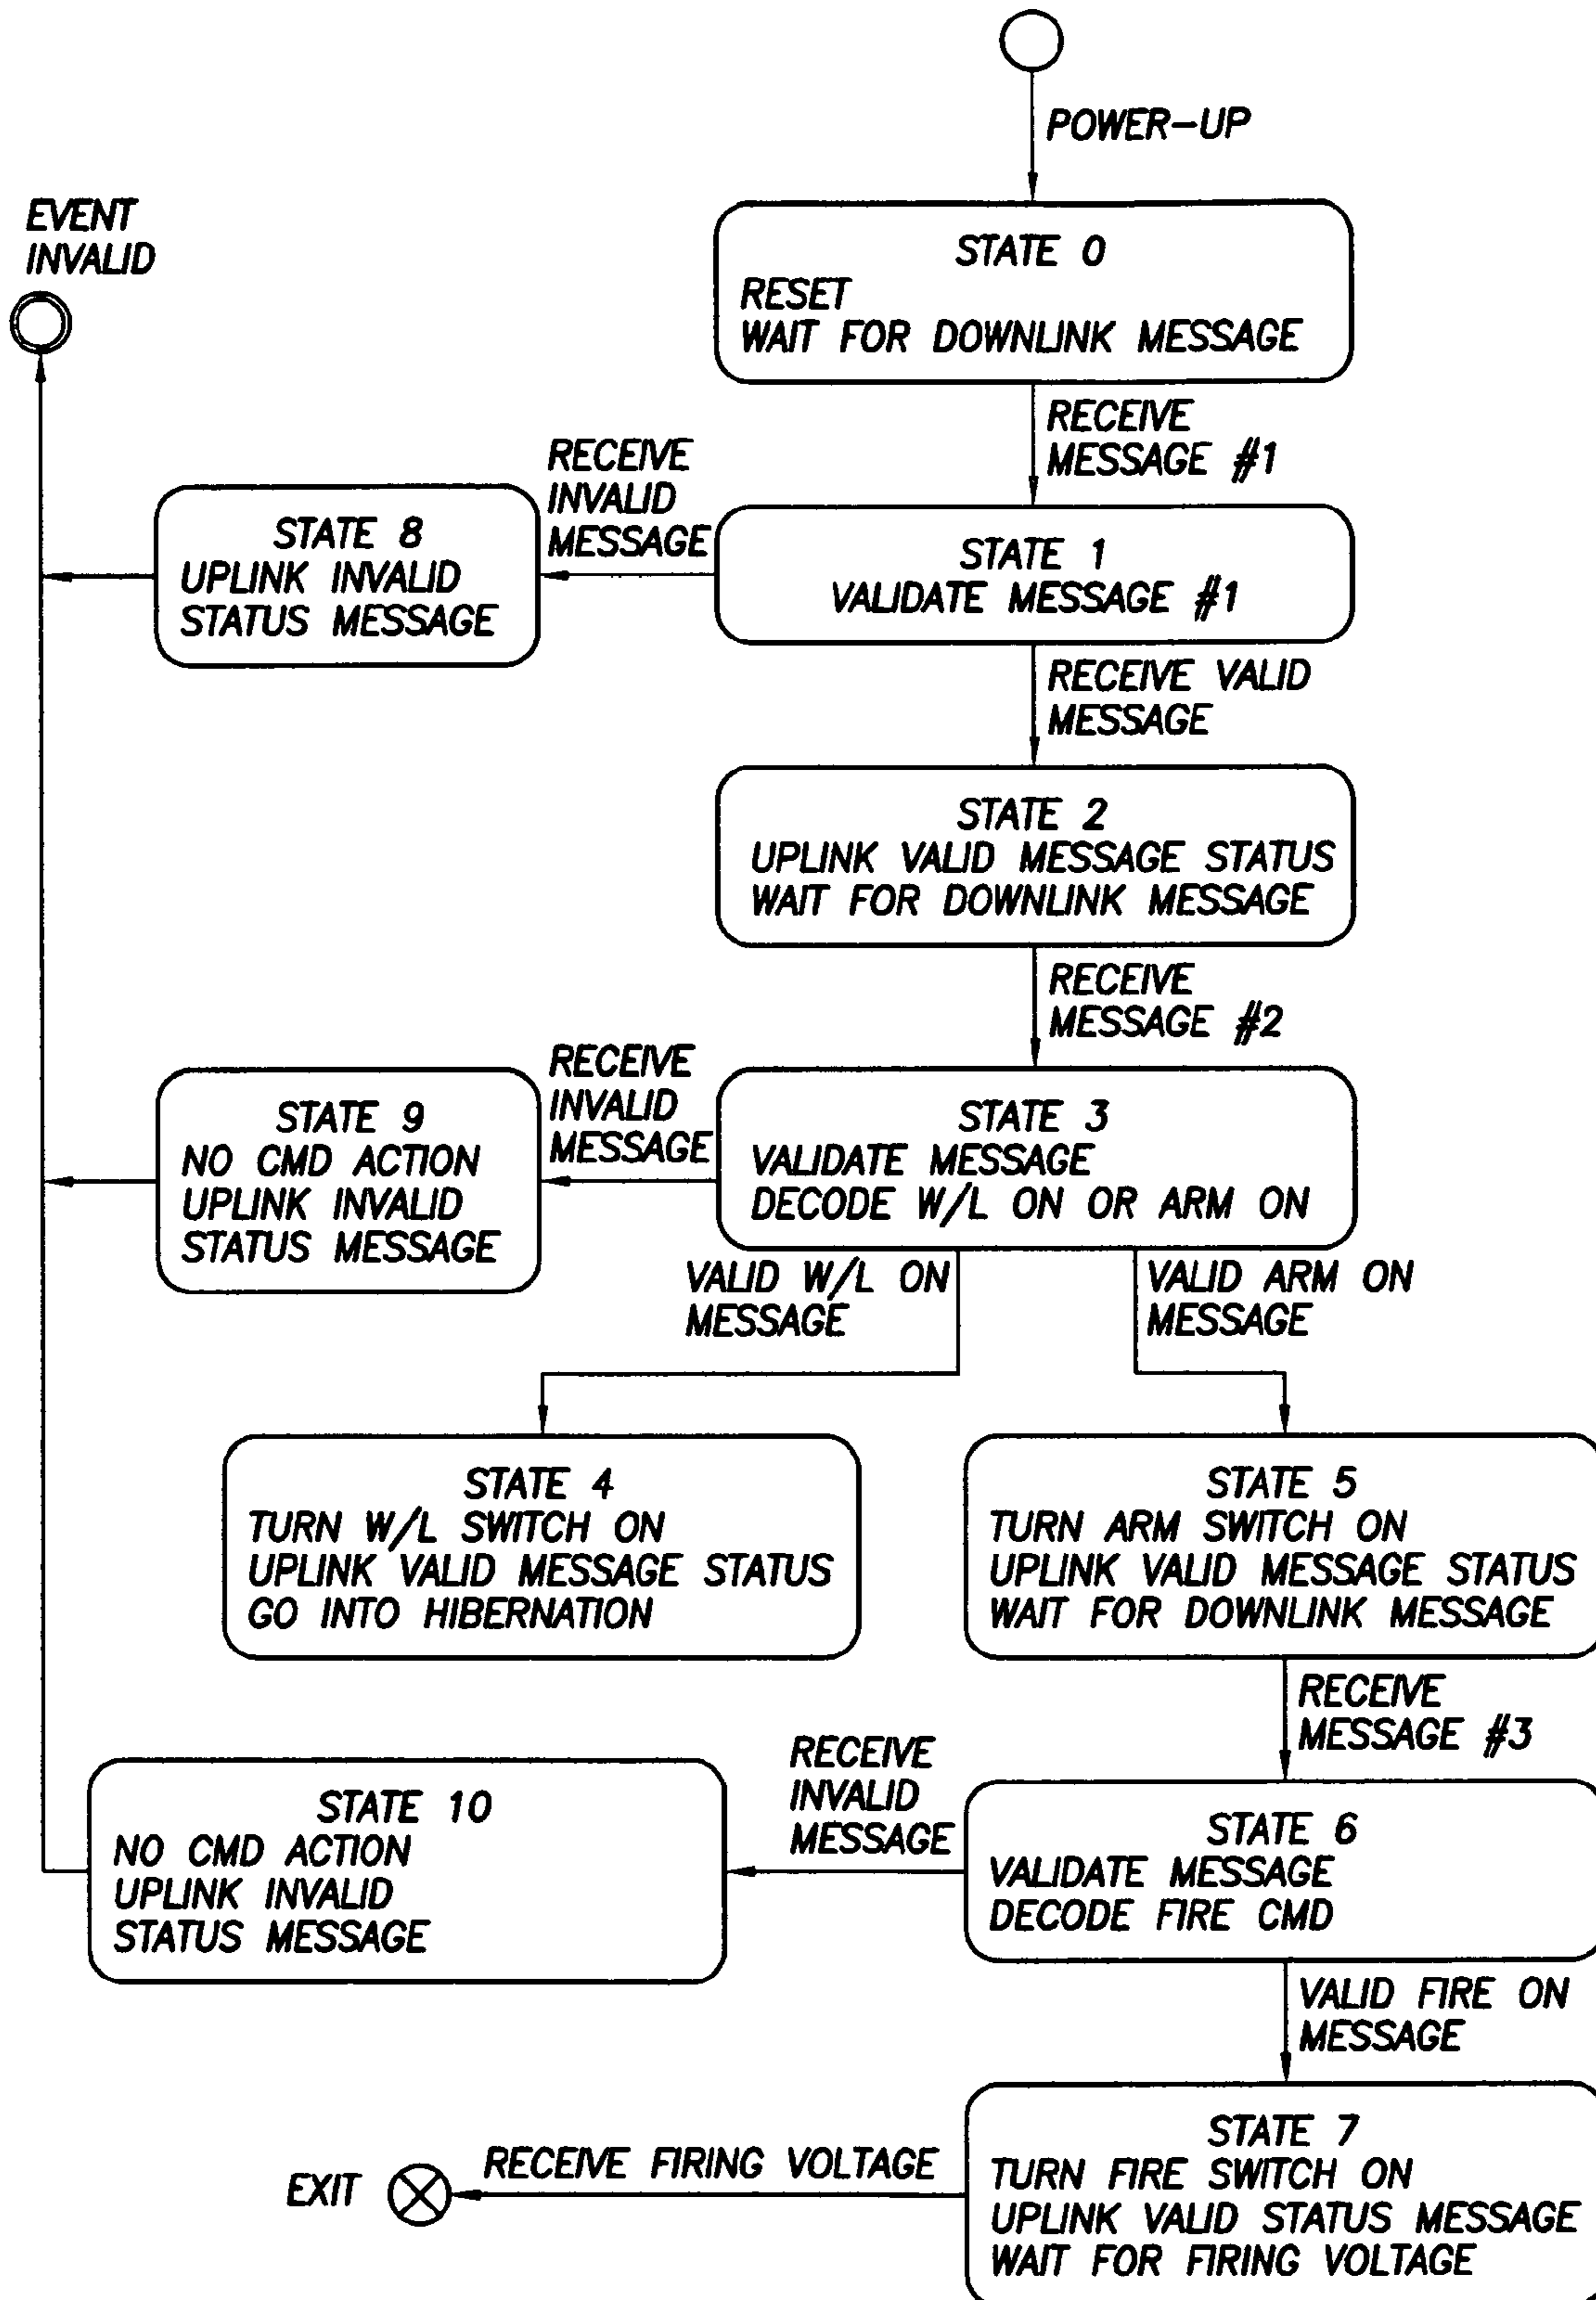 POWER-UP
EVENT
INVALID
STATE 0
RESET
WAIT FOR DOWNLINK MESSAGE
RECEIVE
MESSAGE #1
RECEIVE
INVALID
MESSAGE
STATE 8
UPLINK INVALID
STATUS MESSAGE
STATE 1
VALIDATE MESSAGE #1
RECEIVE VALID
MESSAGE
STATE 2
UPLINK VALID MESSAGE STATUS
WAIT FOR DOWNLINK MESSAGE
RECEIVE
MESSAGE #2
RECEIVE
INVALID
MESSAGE
STATE 9
NO CMD ACTION
UPLINK INVALID
STATUS MESSAGE
STATE 3
VALIDATE MESSAGE
DECODE W/L ON OR ARM ON
VALID W/L ON
MESSAGE
VALID ARM ON
MESSAGE
STATE 4
TURN W/L SWITCH ON
UPLINK VALID MESSAGE STATUS
GO INTO HIBERNATION
STATE 5
TURN ARM SWITCH ON
UPLINK VALID MESSAGE STATUS
WAIT FOR DOWNLINK MESSAGE
RECEIVE
MESSAGE #3
RECEIVE
INVALID
MESSAGE
STATE 10
NO CMD ACTION
UPLINK INVALID
STATUS MESSAGE
STATE 6
VALIDATE MESSAGE
DECODE FIRE CMD
VALID FIRE ON
MESSAGE
STATE 7
TURN FIRE SWITCH ON
UPLINK VALID STATUS MESSAGE
WAIT FOR FIRING VOLTAGE
RECEIVE FIRING VOLTAGE
EXIT